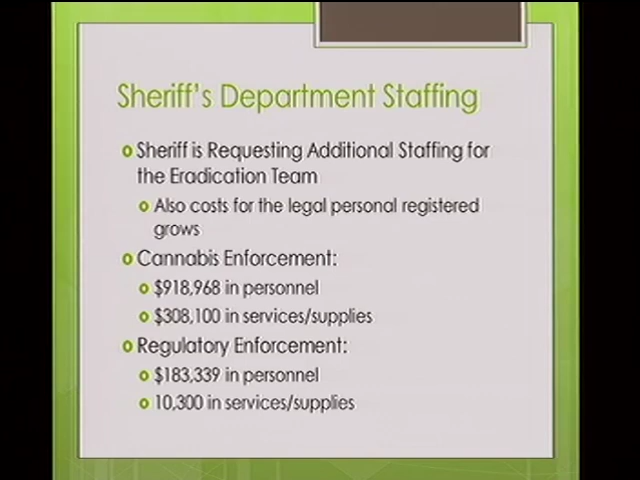 Sheriff's Department Staffing
Sheriff is Requesting Additional Staffing for
the Eradication Team
Also costs for the legal personal registered
grows
Cannabis Enforcement:
$918,968 in personnel
$308,100 in services/supplies
Regulatory Enforcement:
$183,339 in personnel
10,300 in services/supplies